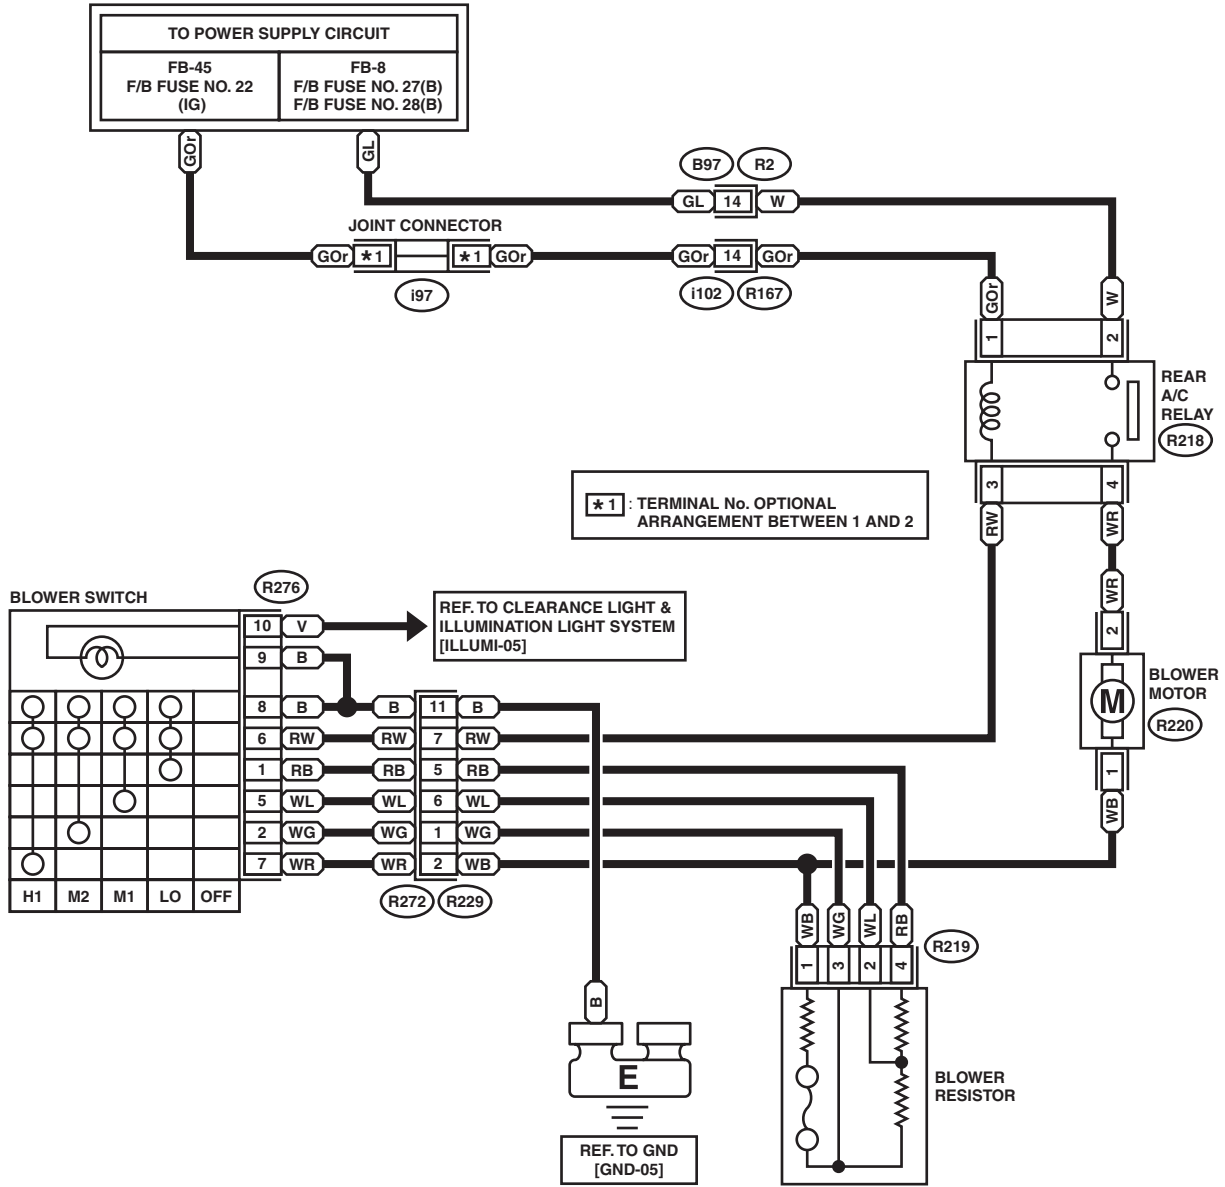 TO POWER SUPPLY CIRCUIT
FB-45
F/B FUSE NO. 22
(IG)
FB-8
F/B FUSE NO. 27(B)
F/B FUSE NO. 28(B)
GOr
GL
B97
R2
GL
14
W
JOINT CONNECTOR
GOr
*1
*1
GOr
i97
GOr
14
GOr
i102
R167
GOr
W
1
2
REAR
A/C
RELAY
R218
3
4
RW
WR
*1 : TERMINAL No. OPTIONAL
ARRANGEMENT BETWEEN 1 AND 2
WR
2
BLOWER
MOTOR
M
R220
1
WB
R276
BLOWER SWITCH
10 V
REF. TO CLEARANCE LIGHT &
ILLUMINATION LIGHT SYSTEM
[ILLUMI-05]
9 B
8 B B 11 B
6 RW RW 7 RW
1 RB RB 5 RB
5 WL WL 6 WL
2 WG WG 1 WG
7 WR WR 2 WB
H1 M2 M1 LO OFF
R272
R229
WB WG WL RB
R219
1 3 2 4
BLOWER
RESISTOR
B
E
REF. TO GND
[GND-05]